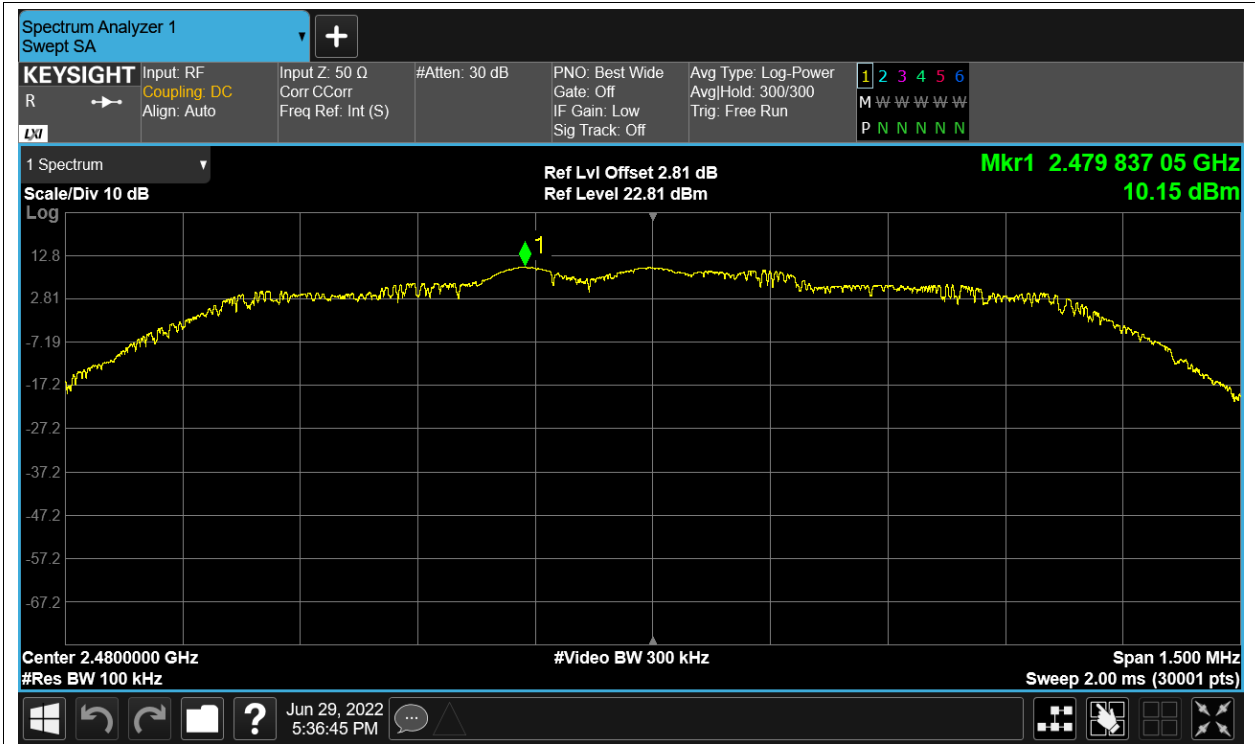 Spectrum Analyzer 1
Swept SA
KEYSIGHT
R
LXI
Input: RF
Coupling: DC
Align: Auto
Input Z: 50 Ω
Corr CCorr
Freq Ref: Int (S)
#Atten: 30 dB
PNO: Best Wide
Gate: Off
IF Gain: Low
Sig Track: Off
Avg Type: Log-Power
Avg|Hold: 300/300
Trig: Free Run
1 2 3 4 5 6
M W W W W W
P N N N N N
1 Spectrum
Scale/Div 10 dB
Ref Lvl Offset 2.81 dB
Ref Level 22.81 dBm
Mkr1 2.479 837 05 GHz
10.15 dBm
Log
1
12.8
2.81
-7.19
-17.2
-27.2
-37.2
-47.2
-57.2
-67.2
Center 2.4800000 GHz
#Video BW 300 kHz
Span 1.500 MHz
#Res BW 100 kHz
Sweep 2.00 ms (30001 pts)
?
Jun 29, 2022
5:36:45 PM